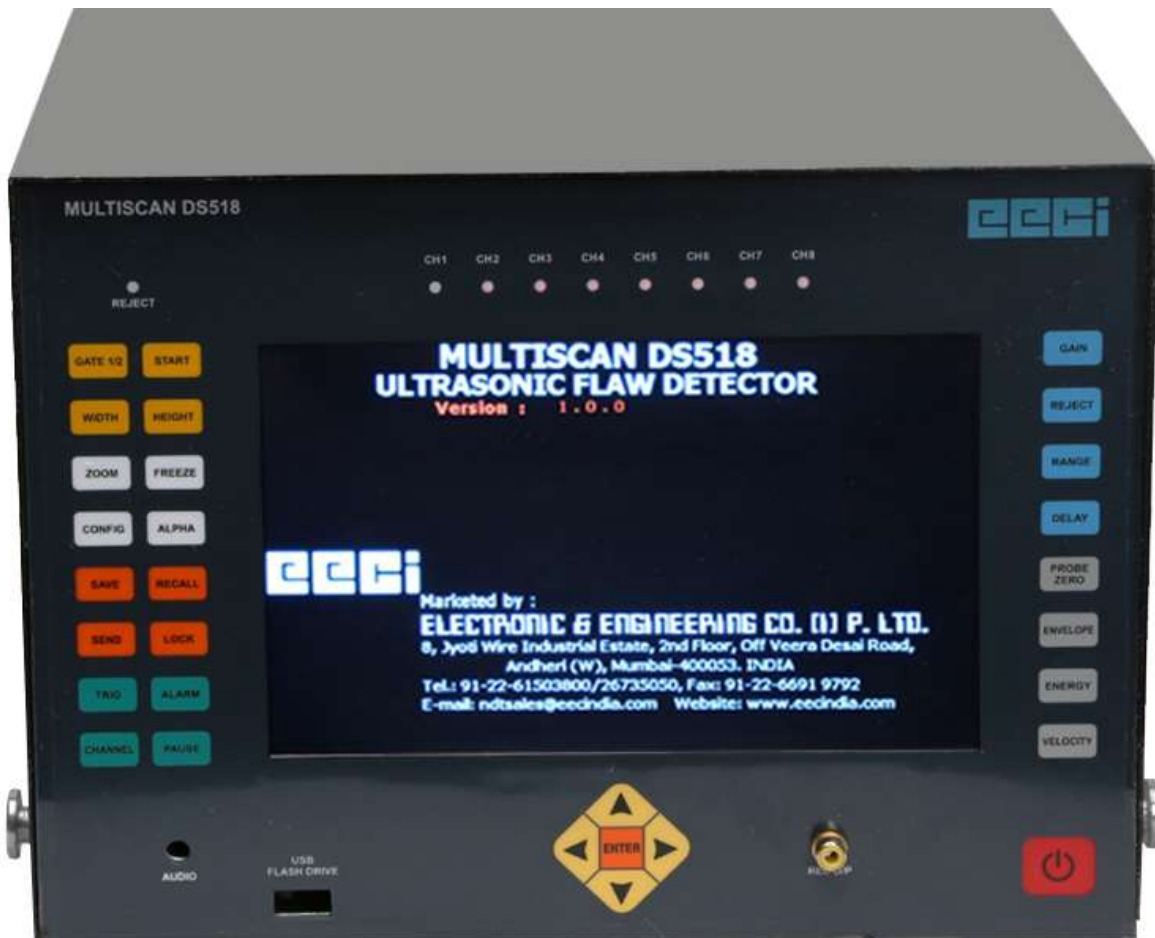 MULTISCAN DS518
eeci
CH1 CH2 CH3 CH4 CH5 CH6 CH7 CH8
REJECT
GATE 1/2 START
WIDTH HEIGHT
ZOOM FREEZE
CONFIG ALPHA
SAVE RECALL
SEND LOCK
TRIG ALARM
CHANNEL PAUSE
MULTISCAN DS518
ULTRASONIC FLAW DETECTOR
Version : 1.0.0
eeci
Marketed by :
ELECTRONIC & ENGINEERING CO. (I) P. LTD.
8, Jyoti Wire Industrial Estate, 2nd Floor, Off Veera Desai Road,
Andheri (W), Mumbai-400053. INDIA
Tel.: 91-22-61503800/26735050, Fax: 91-22-6691 9792
E-mail: ndtsales@eecindia.com Website: www.eecindia.com
GAIN
REJECT
RANGE
DELAY
PROBE
ZERO
ENVELOPE
ENERGY
VELOCITY
AUDIO
USB
FLASH DRIVE
ENTER